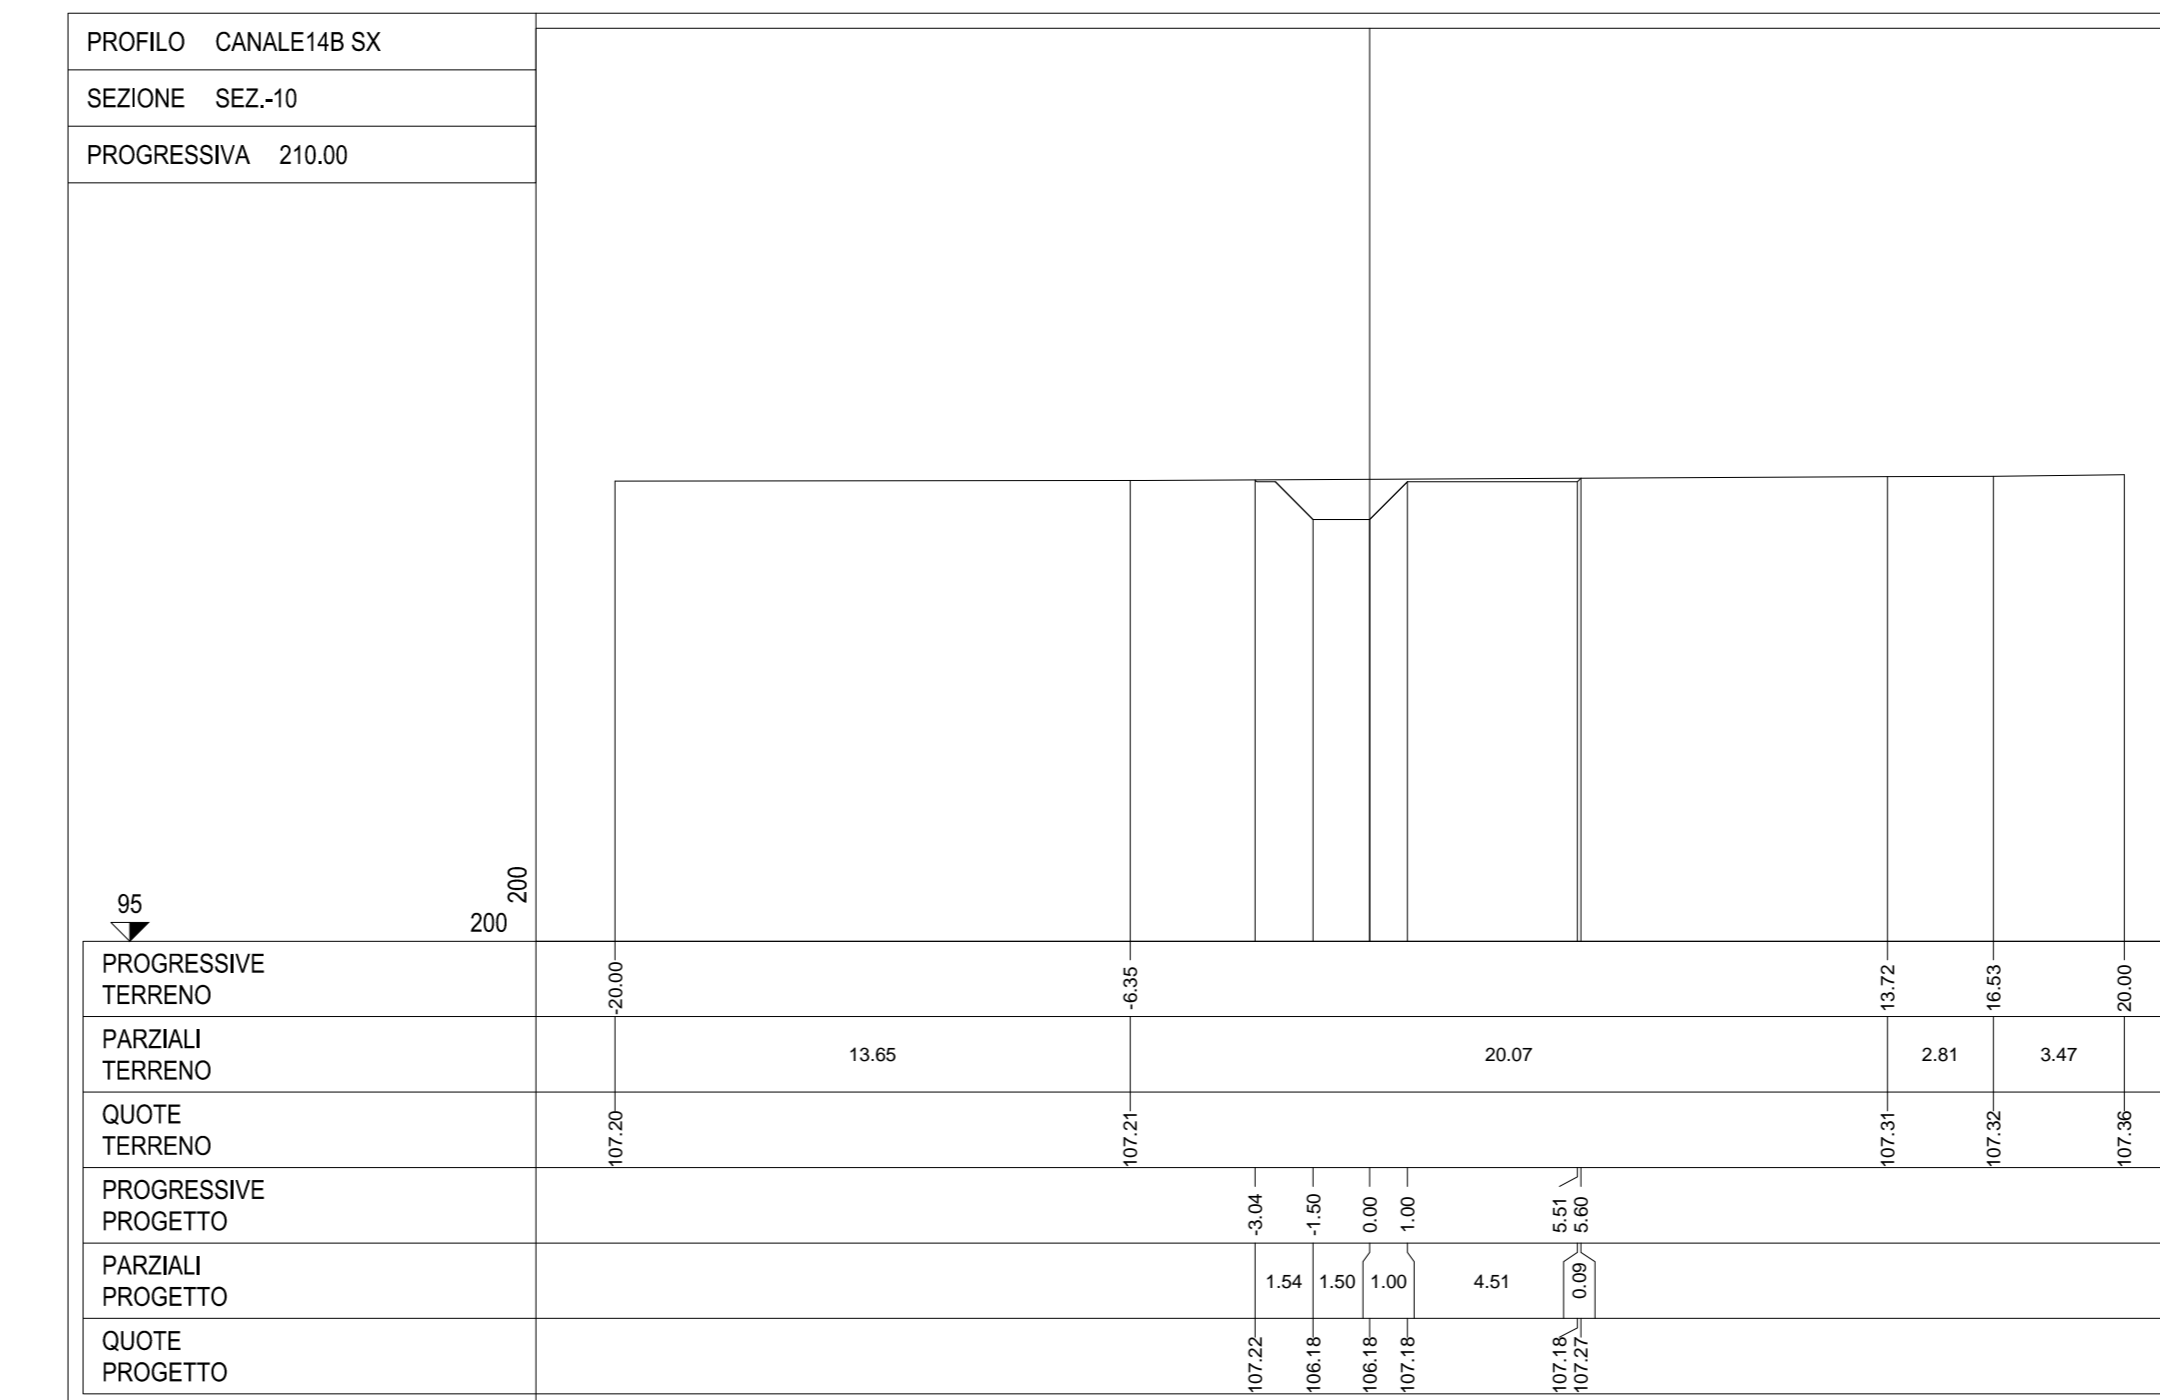 PROFILO CANALE14B SX
SEZIONE SEZ.-10
PROGRESSIVA 210.00
200
95
200
PROGRESSIVE
TERRENO
-20.00 -6.35 13.72 16.53 20.00
PARZIALI
TERRENO
13.65 20.07 2.81 3.47
QUOTE
TERRENO
107.20 107.21 107.31 107.32 107.36
PROGRESSIVE
PROGETTO
-3.04 -1.50 0.00 1.00 5.51 5.60
PARZIALI
PROGETTO
1.54 1.50 1.00 4.51 0.09
QUOTE
PROGETTO
107.22 106.18 106.18 107.18 107.18 107.27